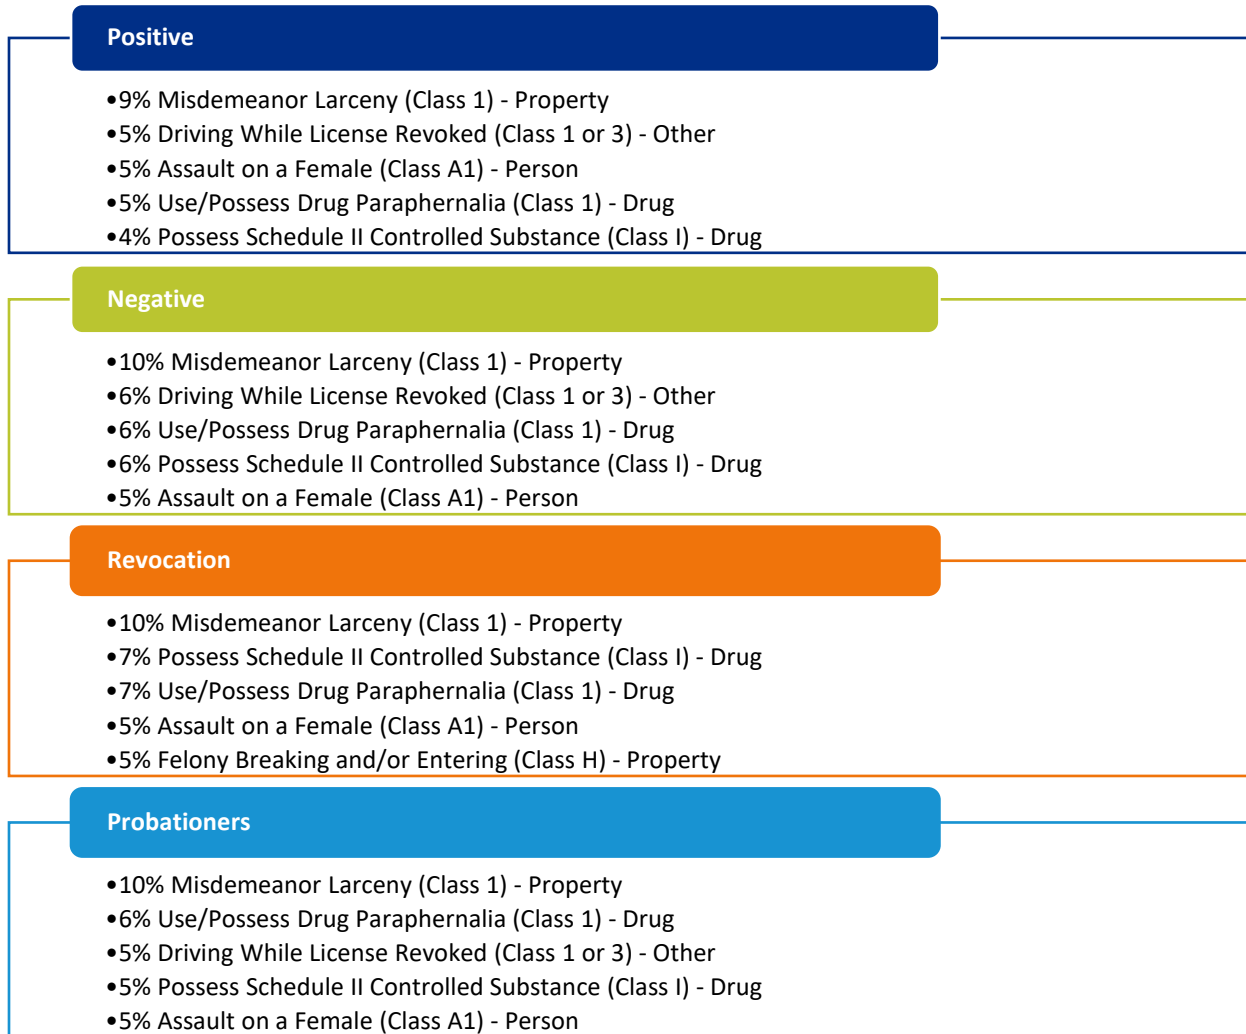 Positive
•9% Misdemeanor Larceny (Class 1) - Property
•5% Driving While License Revoked (Class 1 or 3) - Other
•5% Assault on a Female (Class A1) - Person
•5% Use/Possess Drug Paraphernalia (Class 1) - Drug
•4% Possess Schedule II Controlled Substance (Class I) - Drug
Negative
•10% Misdemeanor Larceny (Class 1) - Property
•6% Driving While License Revoked (Class 1 or 3) - Other
•6% Use/Possess Drug Paraphernalia (Class 1) - Drug
•6% Possess Schedule II Controlled Substance (Class I) - Drug
•5% Assault on a Female (Class A1) - Person
Revocation
•10% Misdemeanor Larceny (Class 1) - Property
•7% Possess Schedule II Controlled Substance (Class I) - Drug
•7% Use/Possess Drug Paraphernalia (Class 1) - Drug
•5% Assault on a Female (Class A1) - Person
•5% Felony Breaking and/or Entering (Class H) - Property
Probationers
•10% Misdemeanor Larceny (Class 1) - Property
•6% Use/Possess Drug Paraphernalia (Class 1) - Drug
•5% Driving While License Revoked (Class 1 or 3) - Other
•5% Possess Schedule II Controlled Substance (Class I) - Drug
•5% Assault on a Female (Class A1) - Person